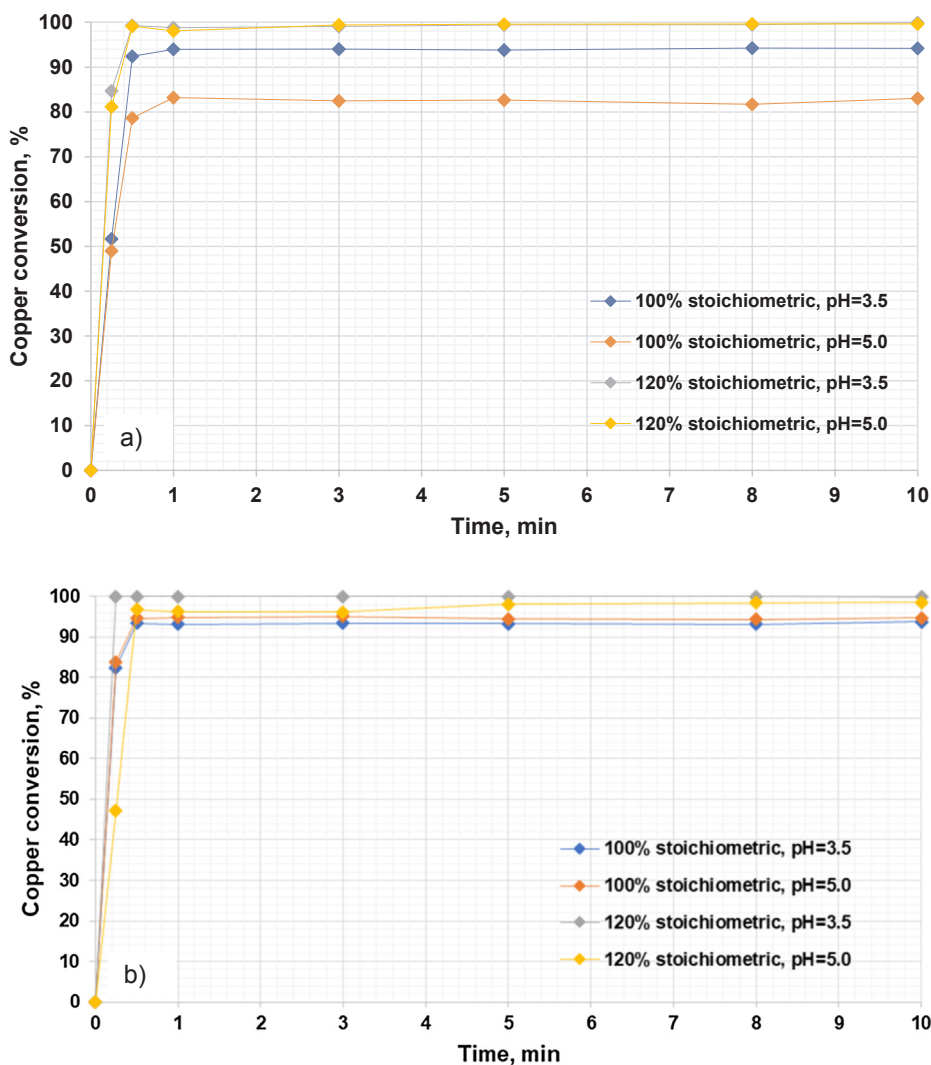 100
90
80
70
60
50
40
30
20
10
0
Copper conversion, %
100% stoichiometric, pH=3.5
100% stoichiometric, pH=5.0
120% stoichiometric, pH=3.5
120% stoichiometric, pH=5.0
a)
0 1 2 3 4 5 6 7 8 9 10
Time, min
100
90
80
70
60
50
40
30
20
10
0
Copper conversion, %
100% stoichiometric, pH=3.5
100% stoichiometric, pH=5.0
120% stoichiometric, pH=3.5
120% stoichiometric, pH=5.0
b)
0 1 2 3 4 5 6 7 8 9 10
Time, min